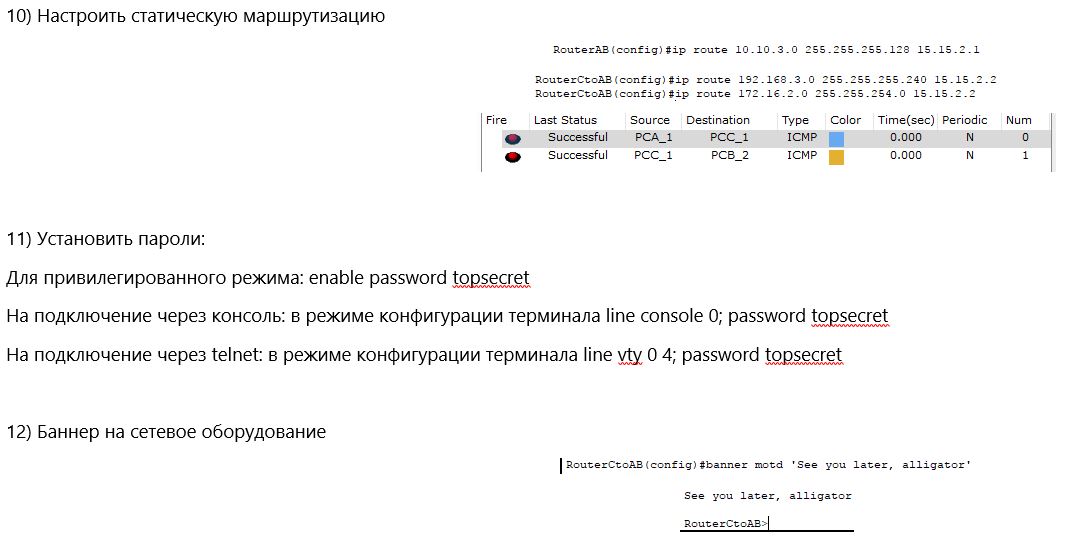 10) Настроить статическую маршрутизацию
RouterAB(config)#ip route 10.10.3.0 255.255.255.128 15.15.2.1
RouterCtoAB(config)#ip route 192.168.3.0 255.255.255.240 15.15.2.2
RouterCtoAB(config)#ip route 172.16.2.0 255.255.254.0 15.15.2.2
Fire Last Status Source Destination Type Color Time(sec) Periodic Num
Successful PCA_1 PCC_1 ICMP 0.000 N 0
Successful PCC_1 PCB_2 ICMP 0.000 N 1
11) Установить пароли:
Для привилегированного режима: enable password topsecret
На подключение через консоль: в режиме конфигурации терминала line console 0; password topsecret
На подключение через telnet: в режиме конфигурации терминала line vty 0 4; password topsecret
12) Баннер на сетевое оборудование
RouterCtoAB(config)#banner motd 'See you later, alligator'
See you later, alligator
RouterCtoAB>